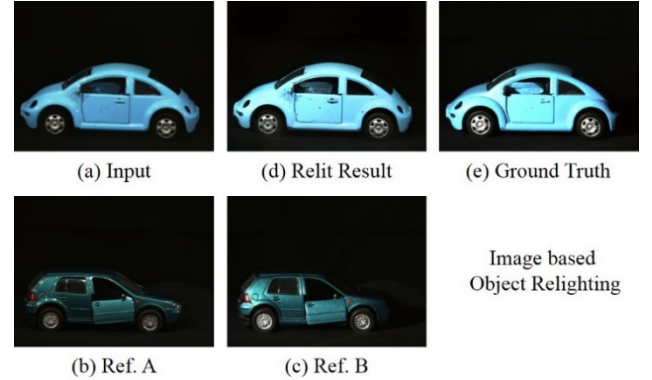 (a) Input
(d) Relit Result
(e) Ground Truth
Image based
Object Relighting
(b) Ref. A
(c) Ref. B